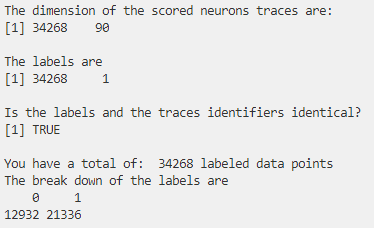 The dimension of the scored neurons traces are:
[1] 34268    90
The labels are
[1] 34268     1
Is the labels and the traces identifiers identical?
[1] TRUE
You have a total of:  34268 labeled data points
The break down of the labels are
    0     1
12932 21336